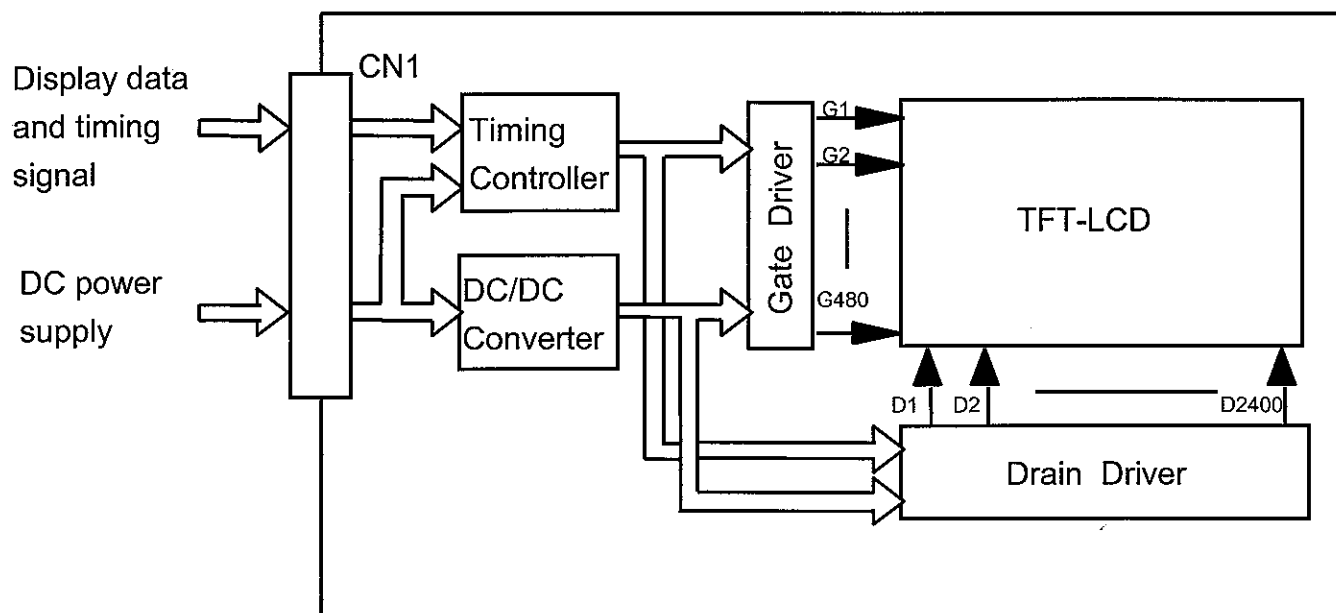 Display data
and timing
signal
CN1
Timing
Controller
DC power
supply
DC/DC
Converter
Gate Driver
G1
G2
G480
TFT-LCD
D1
D2
D2400
Drain Driver